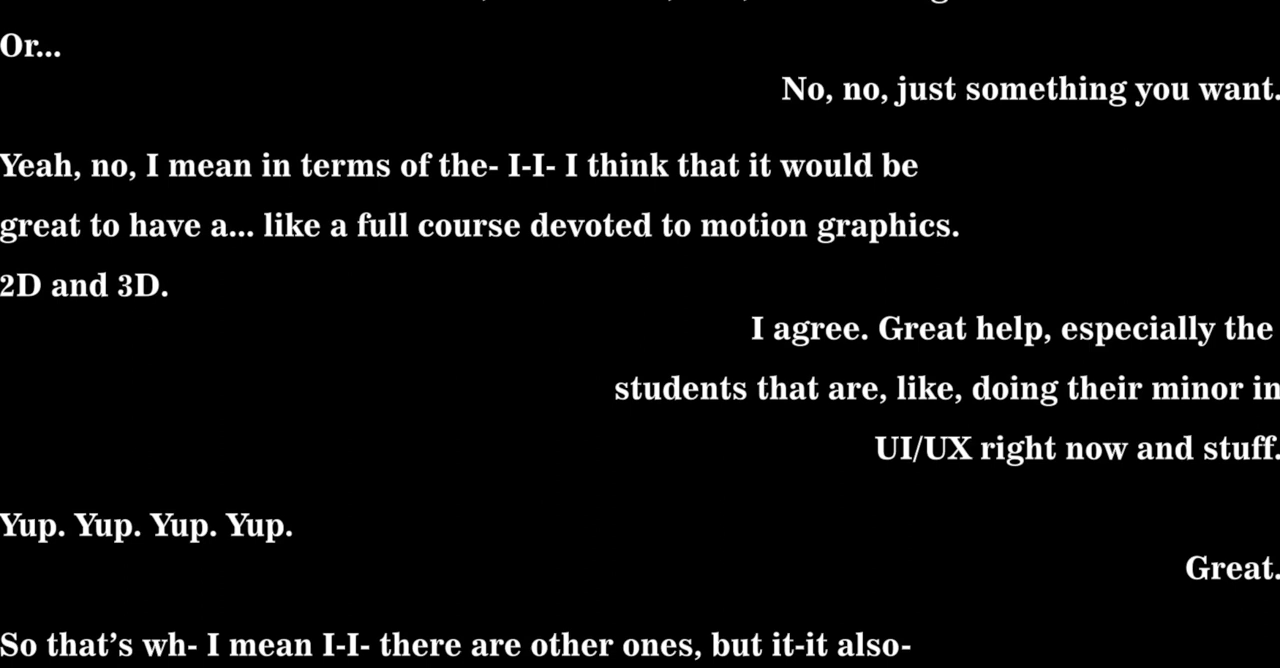 Or...
No, no, just something you want.
Yeah, no, I mean in terms of the- I-I- I think that it would be
great to have a... like a full course devoted to motion graphics.
2D and 3D.
I agree. Great help, especially the
students that are, like, doing their minor in
UI/UX right now and stuff.
Yup. Yup. Yup. Yup.
Great.
So that’s wh- I mean I-I- there are other ones, but it-it also-